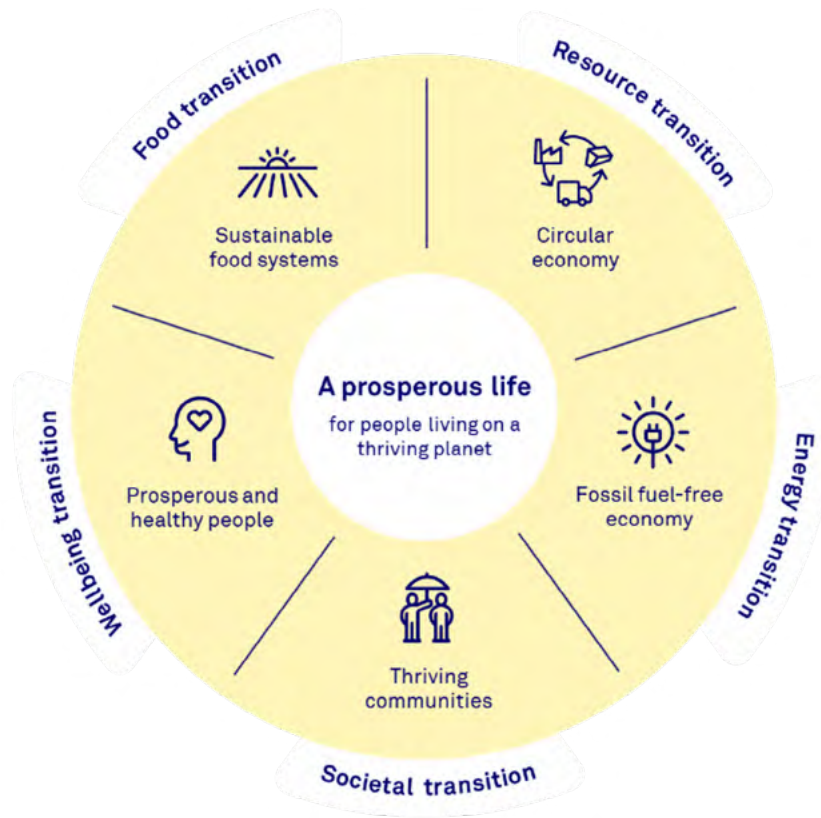 Food transition
Resource transition
Sustainable
food systems
Circular
economy
A prosperous life
for people living on a
thriving planet
Prosperous and
healthy people
Fossil fuel-free
economy
Wellbeing transition
Energy transition
Thriving
communities
Societal transition